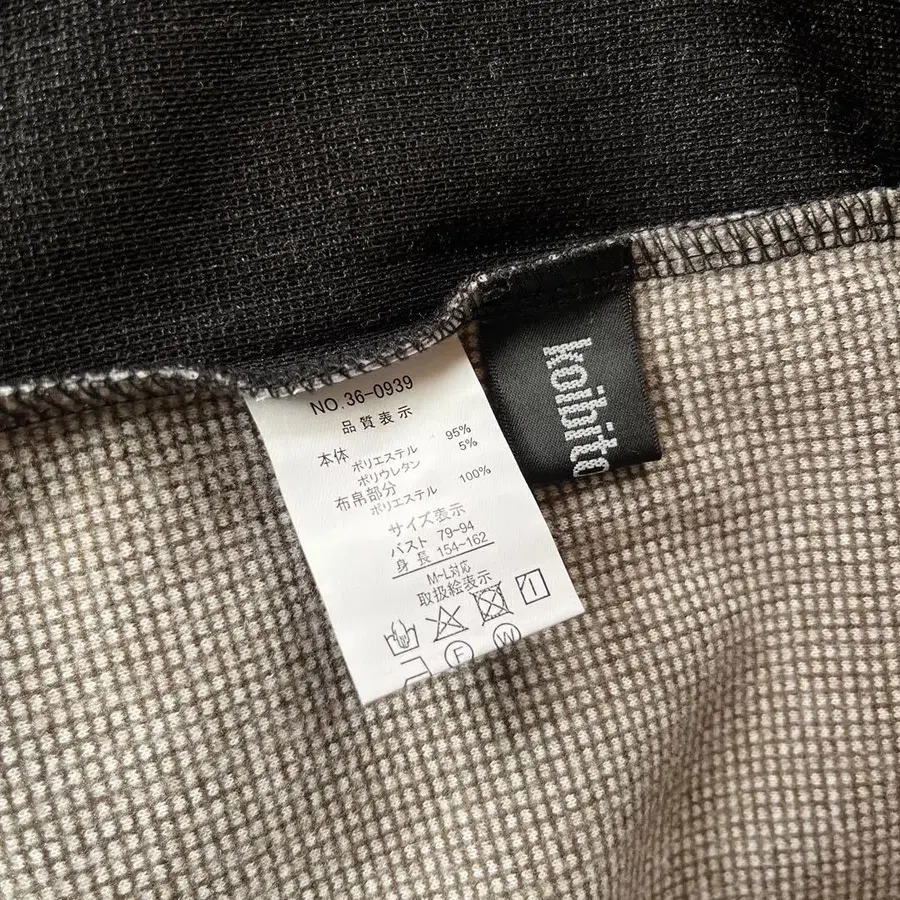 NO.36-0939
品質表示
本体
ポリエステル 95%
ポリウレタン 5%
布帛部分
ポリエステル 100%
サイズ表示
バスト 79~94
身長 154~162
M~L対応
取扱絵表示
F W
koibito